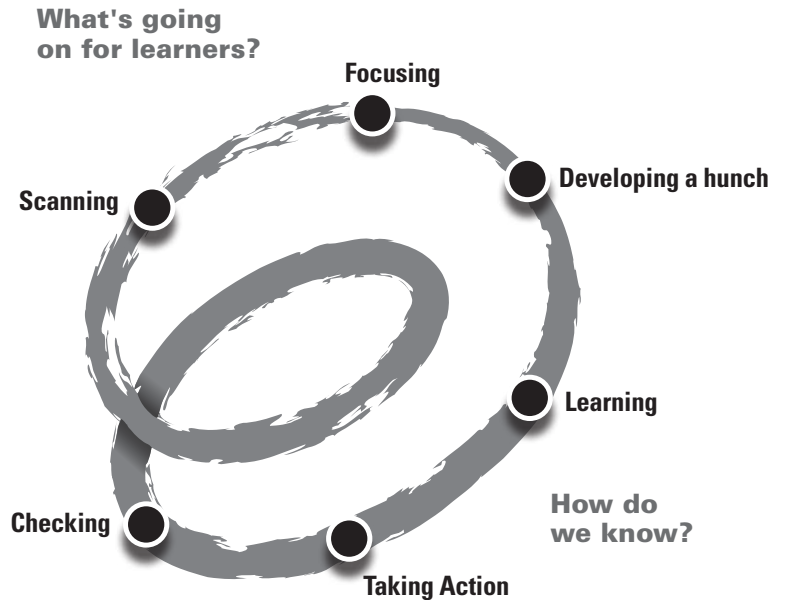 What's going
on for learners?
Focusing
Developing a hunch
Scanning
Learning
How do
we know?
Checking
Taking Action